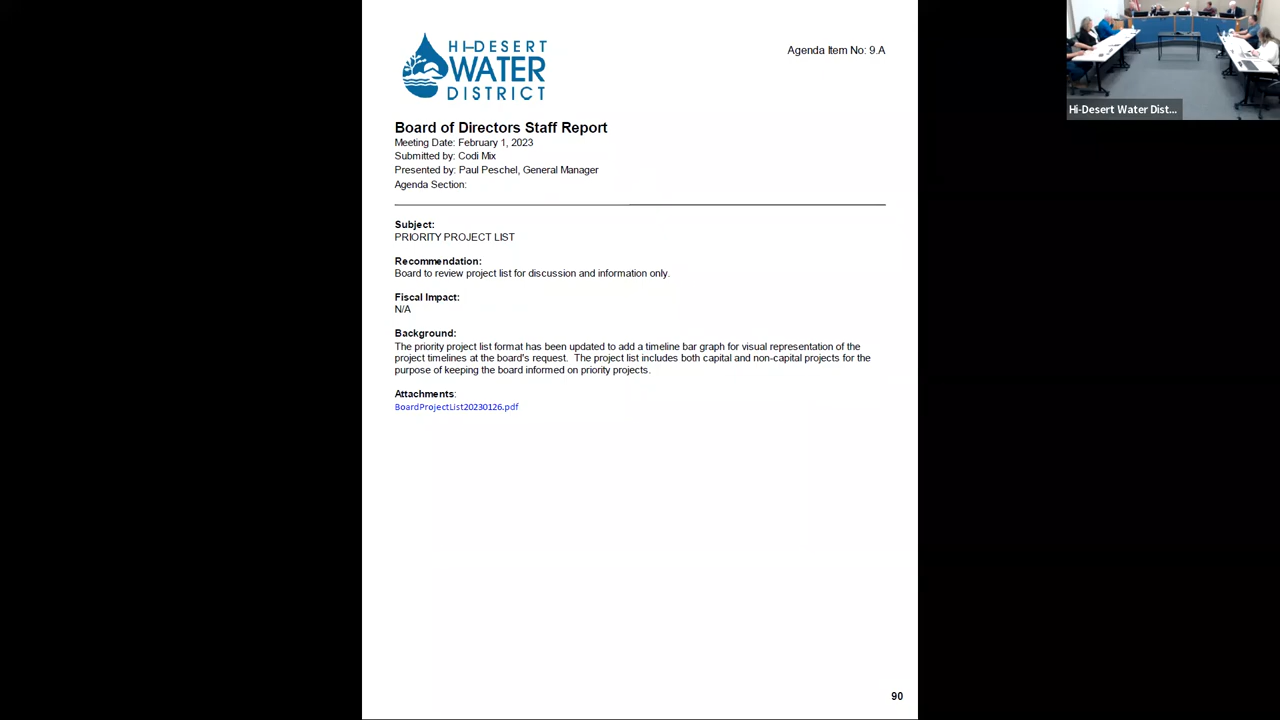 HI-DESERT
WATER
DISTRICT
Agenda Item No: 9.A
Hi-Desert Water Dist...
Board of Directors Staff Report
Meeting Date: February 1, 2023
Submitted by: Codi Mix
Presented by: Paul Peschel, General Manager
Agenda Section:
Subject:
PRIORITY PROJECT LIST
Recommendation:
Board to review project list for discussion and information only.
Fiscal Impact:
N/A
Background:
The priority project list format has been updated to add a timeline bar graph for visual representation of the
project timelines at the board's request. The project list includes both capital and non-capital projects for the
purpose of keeping the board informed on priority projects.
Attachments:
BoardProjectList20230126.pdf
90